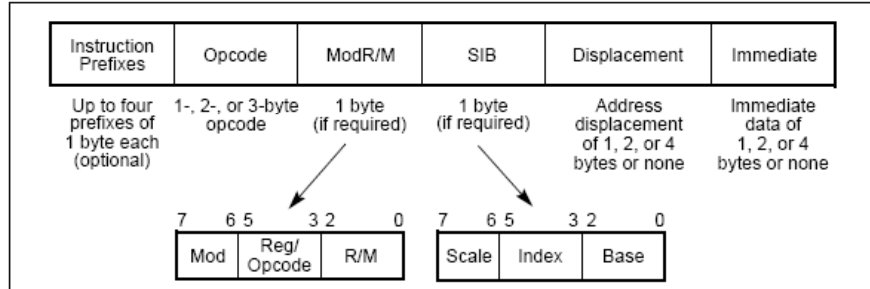 Instruction Prefixes
Opcode
ModR/M
SIB
Displacement
Immediate
Up to four
prefixes of
1 byte each
(optional)
1-, 2-, or 3-byte
opcode
1 byte
(if required)
1 byte
(if required)
Address
displacement
of 1, 2, or 4
bytes or none
Immediate
data of
1, 2, or 4
bytes or none
7 6 5 3 2 0
Mod
Reg/
Opcode
R/M
7 6 5 3 2 0
Scale
Index
Base